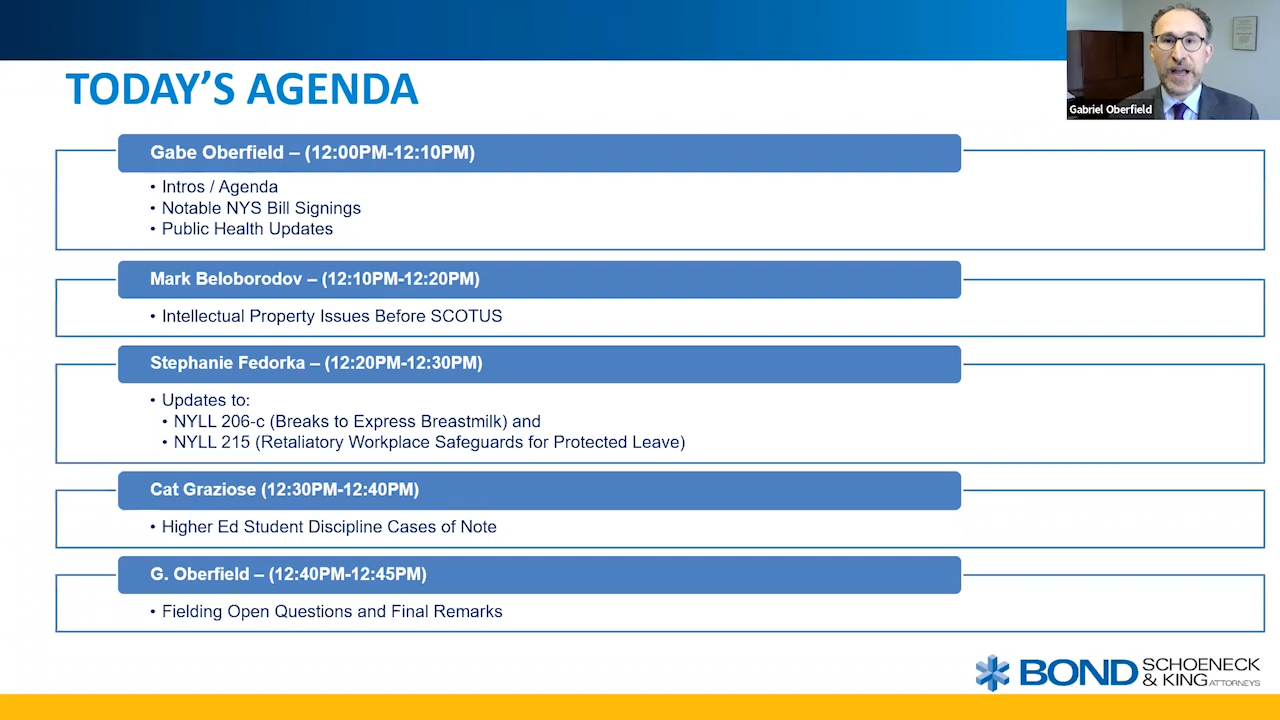 TODAY'S AGENDA
Gabriel Oberfield
Gabe Oberfield – (12:00PM-12:10PM)
• Intros / Agenda
• Notable NYS Bill Signings
• Public Health Updates
Mark Beloborodov – (12:10PM-12:20PM)
• Intellectual Property Issues Before SCOTUS
Stephanie Fedorka – (12:20PM-12:30PM)
• Updates to:
• NYLL 206-c (Breaks to Express Breastmilk) and
• NYLL 215 (Retaliatory Workplace Safeguards for Protected Leave)
Cat Graziose (12:30PM-12:40PM)
• Higher Ed Student Discipline Cases of Note
G. Oberfield – (12:40PM-12:45PM)
• Fielding Open Questions and Final Remarks
BOND SCHOENECK
& KING ATTORNEYS